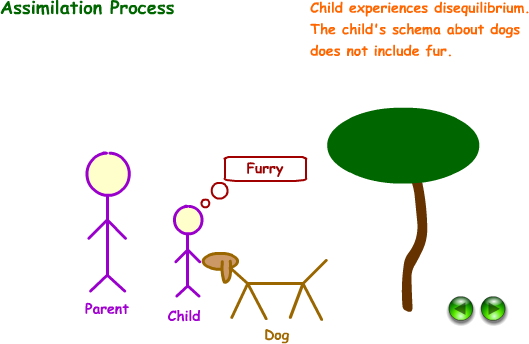 Assimilation Process
Child experiences disequilibrium.
The child's schema about dogs
does not include fur.
Furry
Parent
Child
Dog